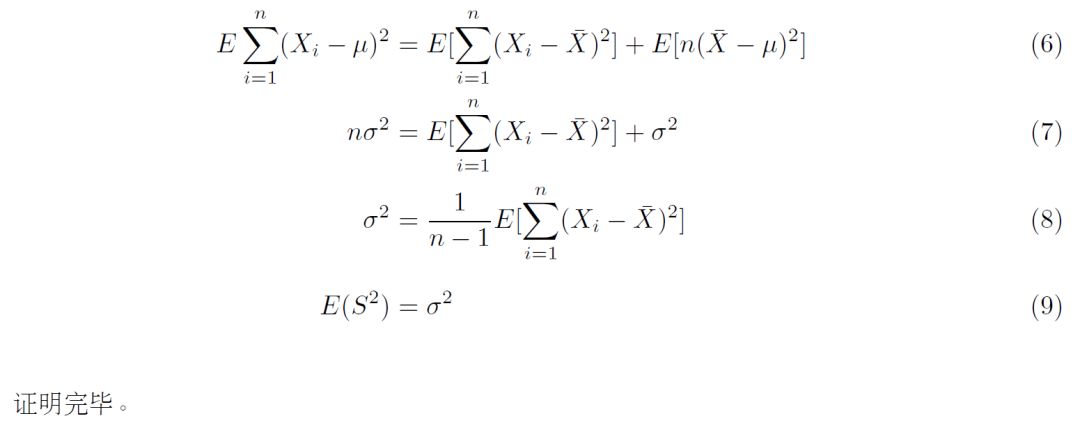 $E\sum_{i=1}^{n}(X_i-\mu)^2 = E[\sum_{i=1}^{n}(X_i-\bar{X})^2] + E[n(\bar{X}-\mu)^2]$ (6)
$n\sigma^2 = E[\sum_{i=1}^{n}(X_i-\bar{X})^2] + \sigma^2$ (7)
$\sigma^2 = \frac{1}{n-1}E[\sum_{i=1}^{n}(X_i-\bar{X})^2]$ (8)
$E(S^2) = \sigma^2$ (9)
证明完毕。